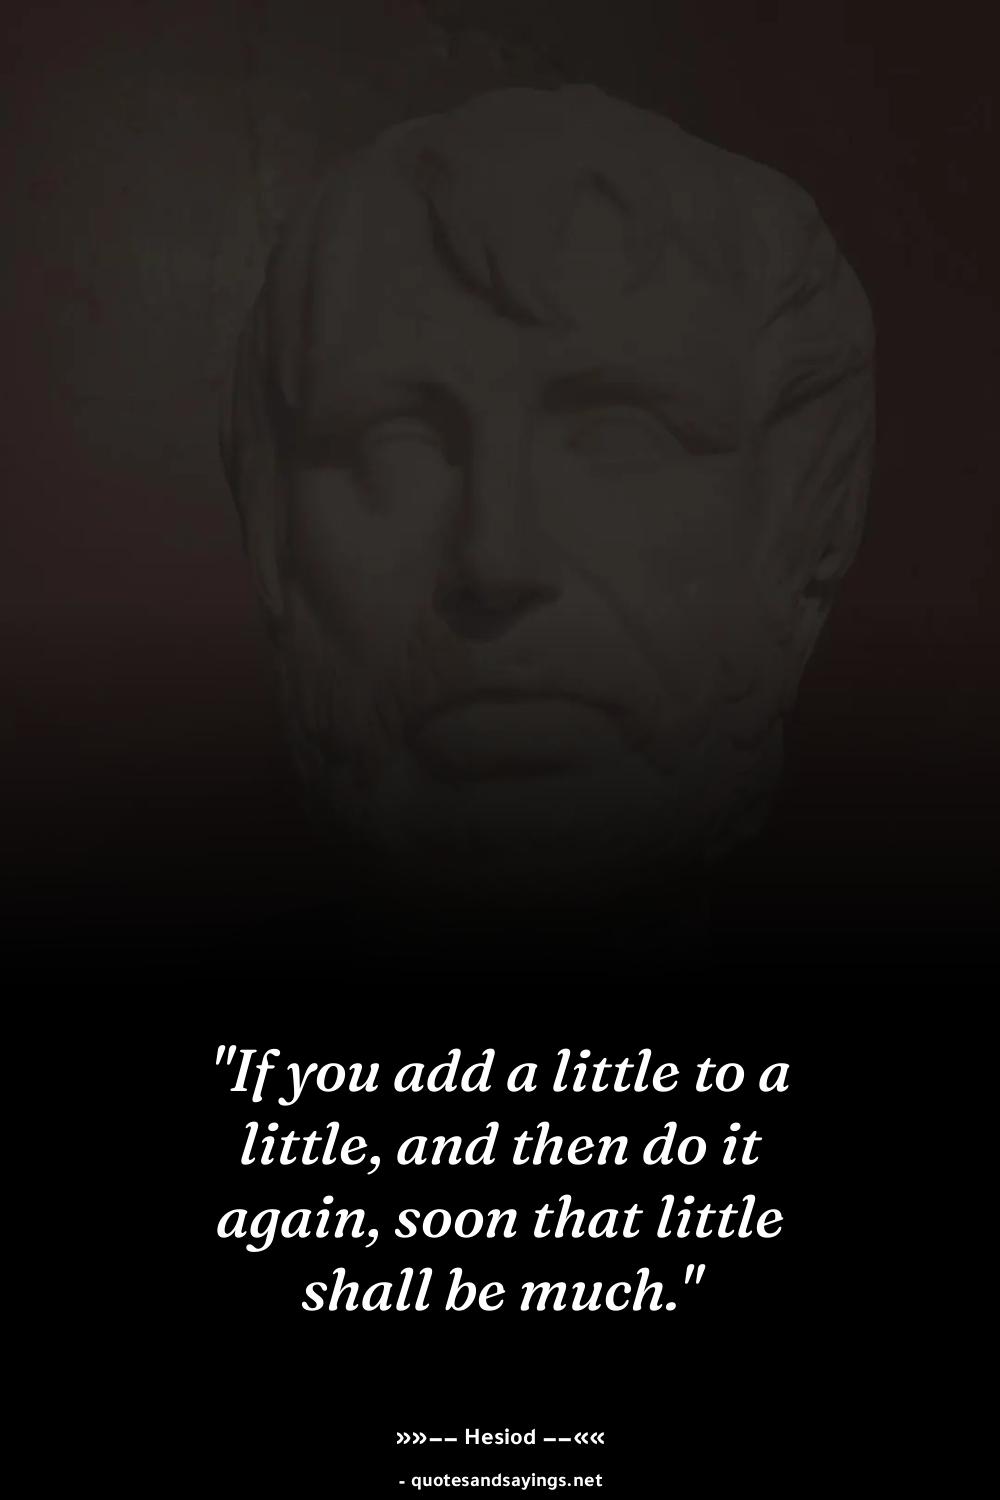 "If you add a little to a
little, and then do it
again, soon that little
shall be much."
»»−− Hesiod −−««
- quotesandsayings.net